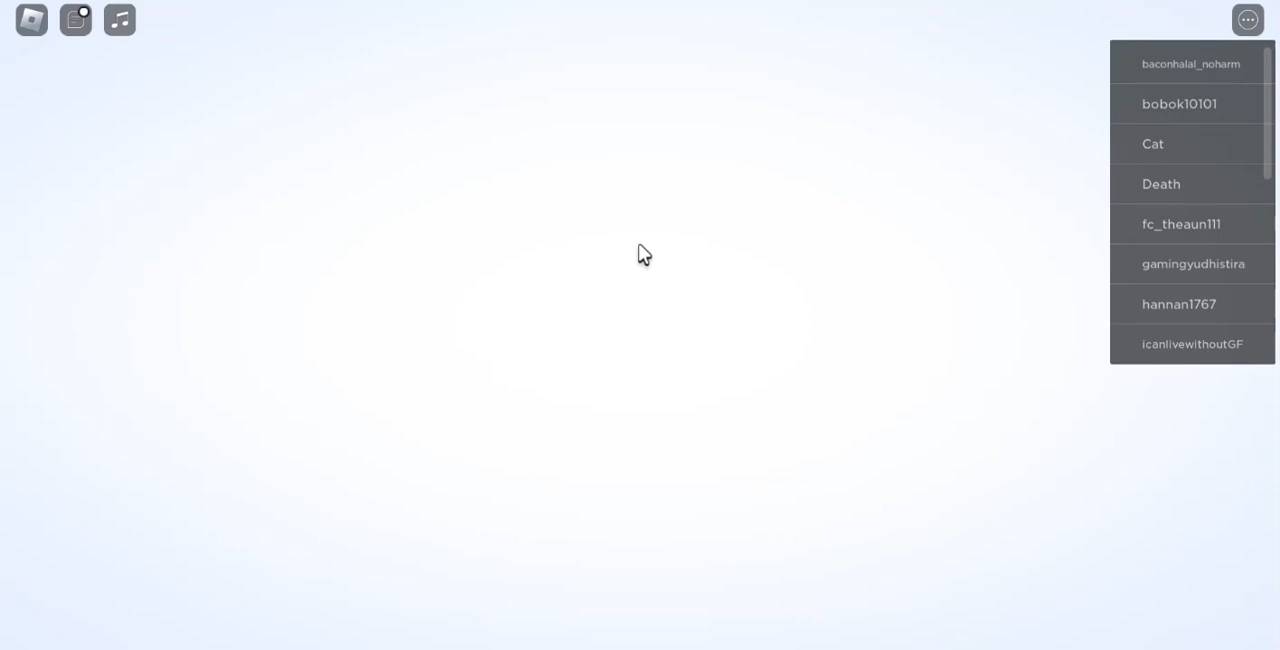 baconhalal_noharm
bobok10101
Cat
Death
fc_theaun111
gamingyudhistira
hannan1767
icanlivewithoutGF